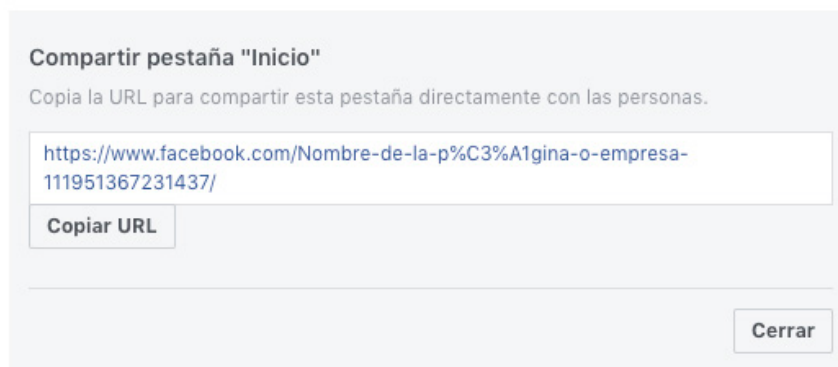 Compartir pestaña "Inicio"
Copia la URL para compartir esta pestaña directamente con las personas.
https://www.facebook.com/Nombre-de-la-p%C3%A1gina-o-empresa-
111951367231437/
Copiar URL
Cerrar